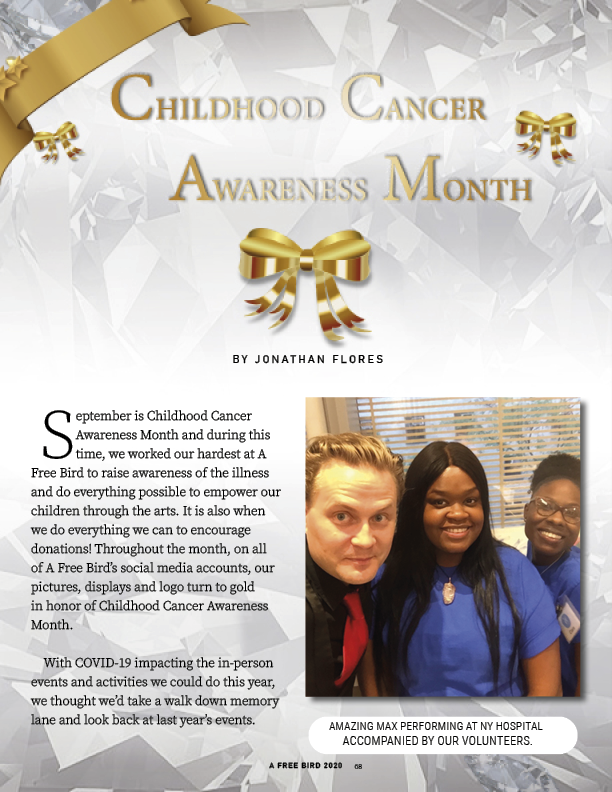 Childhood Cancer
Awareness Month
BY JONATHAN FLORES
September is Childhood Cancer
Awareness Month and during this
time, we worked our hardest at A
Free Bird to raise awareness of the illness
and do everything possible to empower our
children through the arts. It is also when
we do everything we can to encourage
donations! Throughout the month, on all
of A Free Bird's social media accounts, our
pictures, displays and logo turn to gold
in honor of Childhood Cancer Awareness
Month.
With COVID-19 impacting the in-person
events and activities we could do this year,
we thought we'd take a walk down memory
lane and look back at last year's events.
AMAZING MAX PERFORMING AT NY HOSPITAL
ACCOMPANIED BY OUR VOLUNTEERS.
A FREE BIRD 2020 68